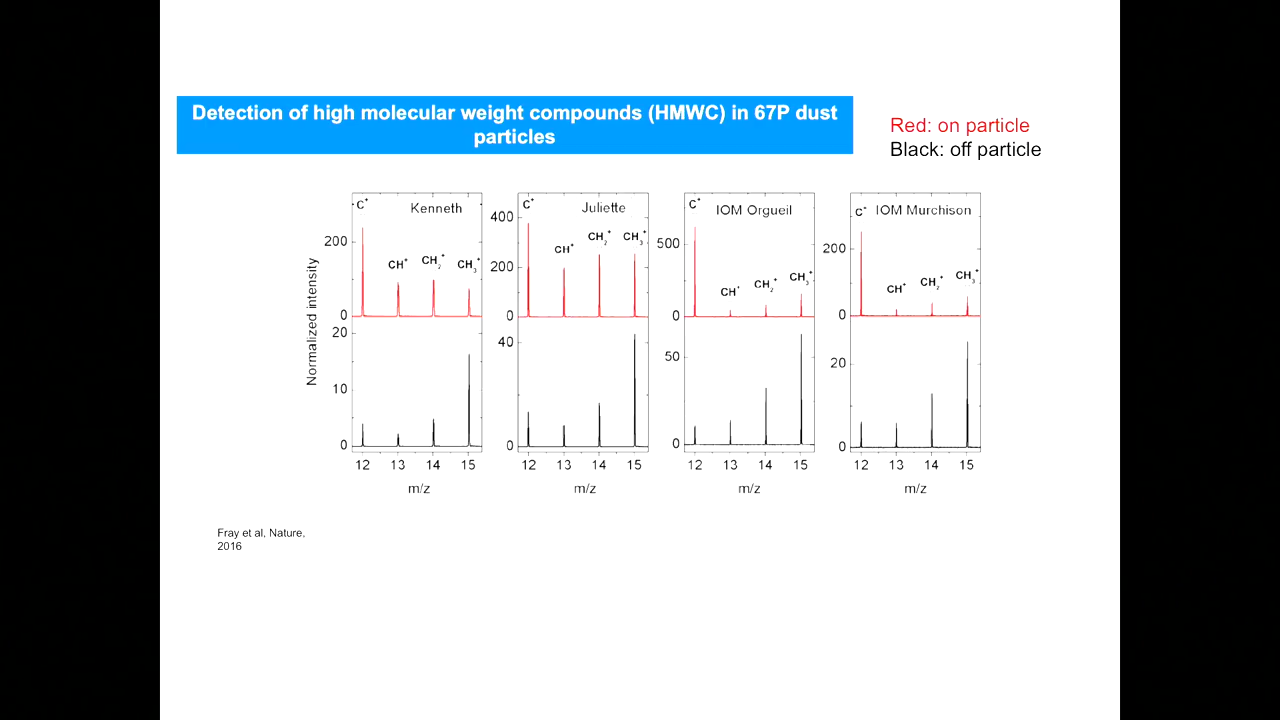 Detection of high molecular weight compounds (HMWC) in 67P dust
particles
Red: on particle
Black: off particle
Normalized intensity
C+ Kenneth
CH+ CH2+ CH3+
200
0
20
10
0
12 13 14 15
m/z
C+ Juliette
CH+ CH2+ CH3+
400
200
0
40
0
12 13 14 15
m/z
C+ IOM Orgueil
CH+ CH2+ CH3+
500
0
50
0
12 13 14 15
m/z
C+ IOM Murchison
CH+ CH2+ CH3+
200
0
20
0
12 13 14 15
m/z
Fray et al, Nature,
2016